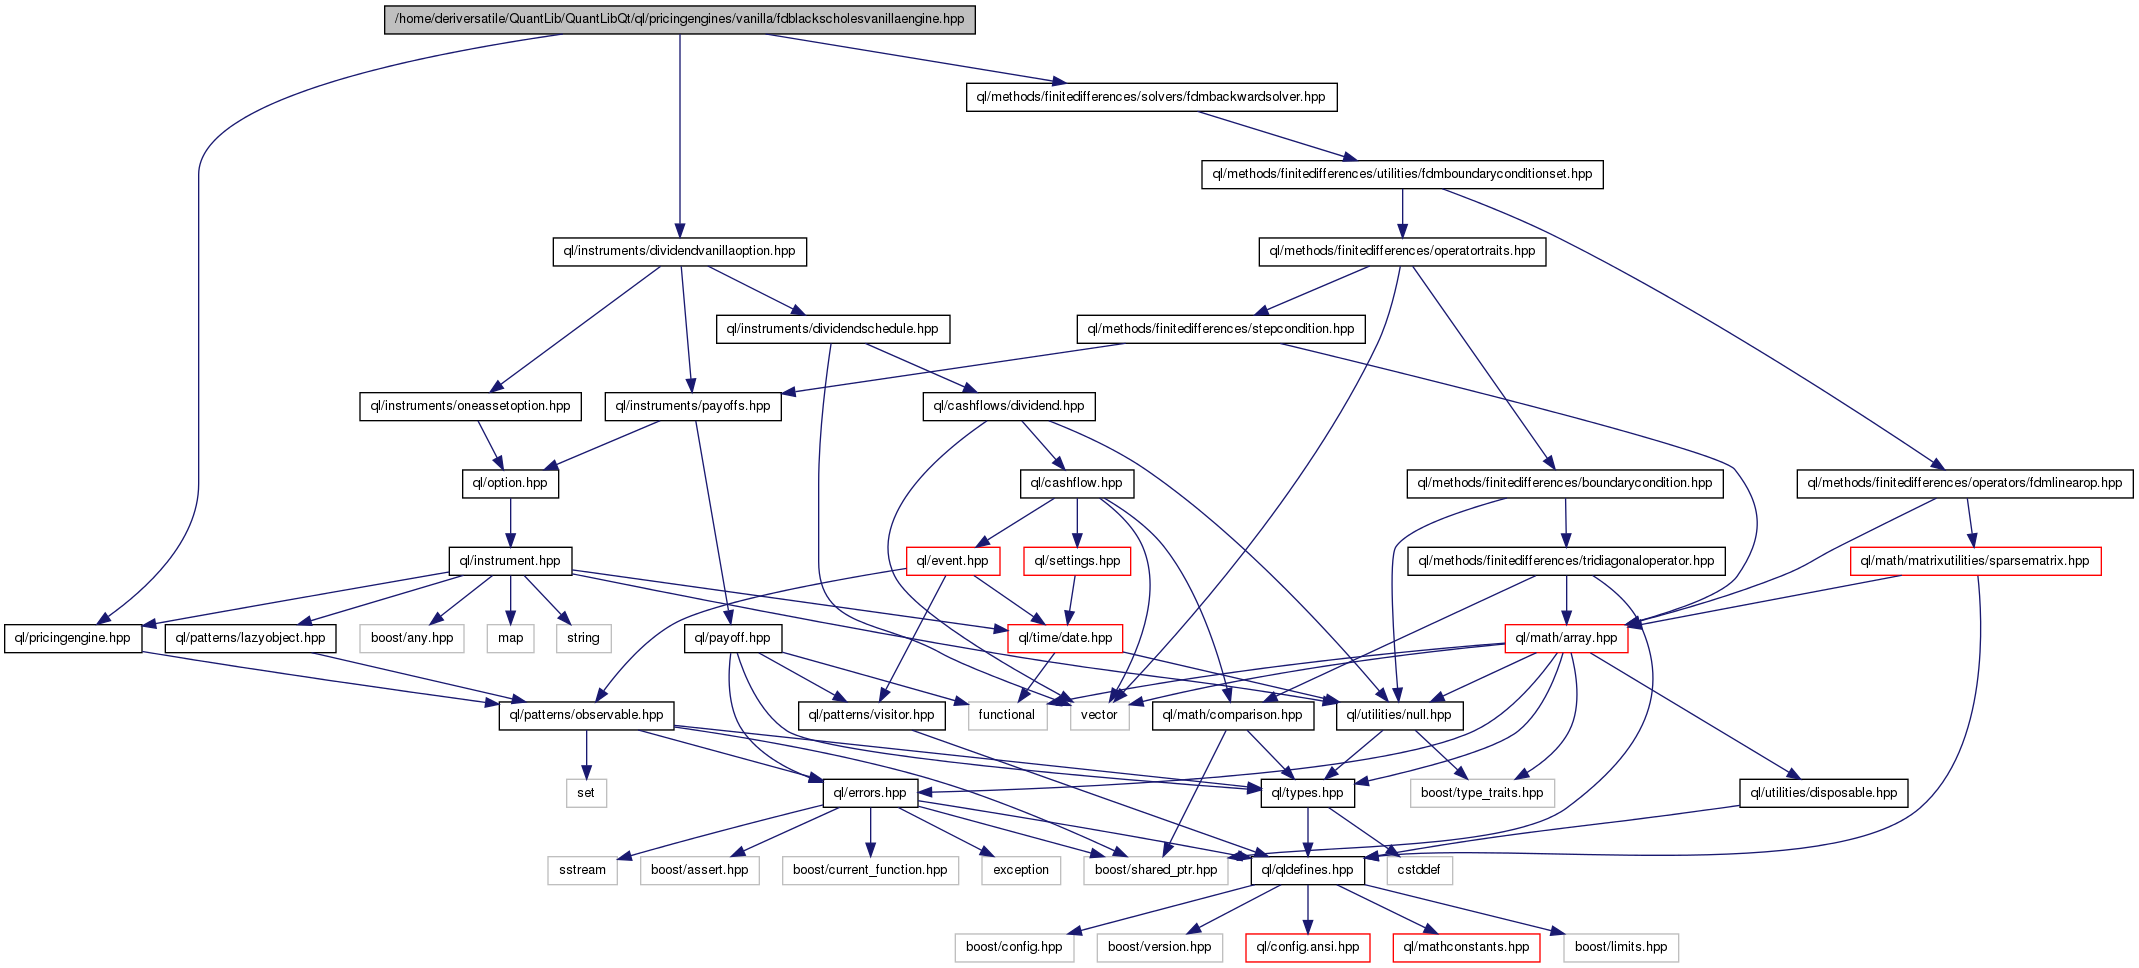 /home/deriversatile/QuantLib/QuantLibQt/ql/pricingengines/vanilla/fdblackscholesvanillaengine.hpp
ql/methods/finitedifferences/solvers/fdmbackwardsolver.hpp
ql/methods/finitedifferences/utilities/fdmboundaryconditionset.hpp
ql/instruments/dividendvanillaoption.hpp
ql/methods/finitedifferences/operatortraits.hpp
ql/instruments/dividendschedule.hpp
ql/methods/finitedifferences/stepcondition.hpp
ql/instruments/oneassetoption.hpp
ql/instruments/payoffs.hpp
ql/cashflows/dividend.hpp
ql/option.hpp
ql/cashflow.hpp
ql/methods/finitedifferences/boundarycondition.hpp
ql/methods/finitedifferences/operators/fdmlinearop.hpp
ql/instrument.hpp
ql/event.hpp
ql/settings.hpp
ql/methods/finitedifferences/tridiagonaloperator.hpp
ql/math/matrixutilities/sparsematrix.hpp
ql/pricingengine.hpp
ql/patterns/lazyobject.hpp
boost/any.hpp
map
string
ql/payoff.hpp
ql/time/date.hpp
ql/math/array.hpp
ql/patterns/observable.hpp
ql/patterns/visitor.hpp
functional
vector
ql/math/comparison.hpp
ql/utilities/null.hpp
set
ql/errors.hpp
ql/types.hpp
boost/type_traits.hpp
ql/utilities/disposable.hpp
sstream
boost/assert.hpp
boost/current_function.hpp
exception
boost/shared_ptr.hpp
ql/qldefines.hpp
cstddef
boost/config.hpp
boost/version.hpp
ql/config.ansi.hpp
ql/mathconstants.hpp
boost/limits.hpp